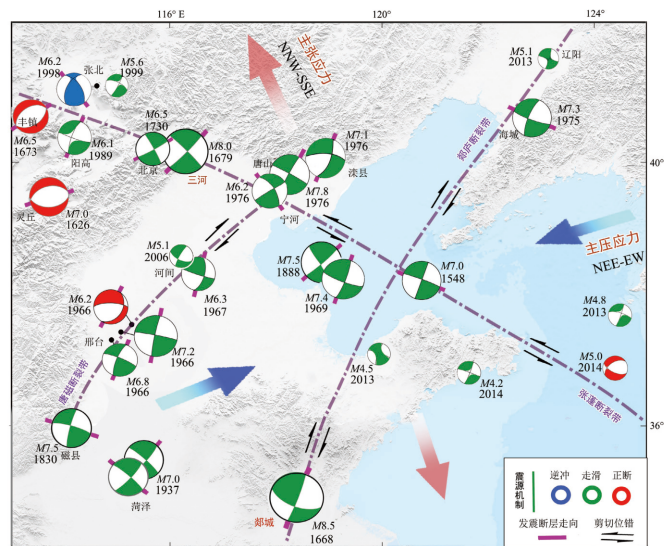 116 E
120
124
40
36
M6.2
1998
张北
M5.6
1999
主张应力
NNW-SSE
M5.1
2013
辽阳
M7.3
1975
海城
丰镇
M6.5
1673
M6.1
1989
阳高
M6.5
1730
北京
M8.0
1679
三河
M7.1
1976
滦县
唐山
M7.8
1976
M6.2
1976
宁河
郯庐断裂带
M7.0
1626
灵丘
主压应力
NEE-EW
M5.1
2006
河间
M6.3
1967
M7.5
1888
M7.4
1969
M7.0
1548
M4.8
2013
M6.2
1966
邢台
M7.2
1966
M6.8
1966
唐磁断裂带
M4.5
2013
M4.2
2014
M5.0
2014
张蓬断裂带
M7.5
1830
磁县
M7.0
1937
菏泽
郯城
M8.5
1668
震源机制
逆冲
走滑
正断
发震断层走向
剪切位错